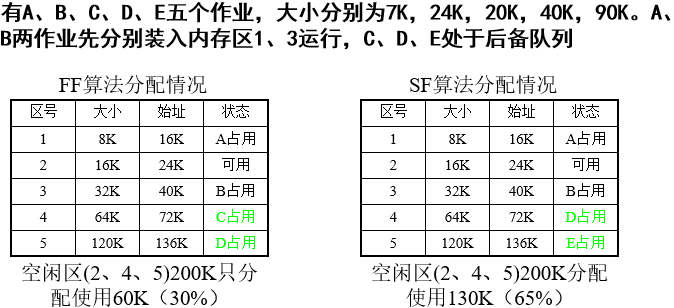 有A、B、C、D、E五个作业，大小分别为7K，24K，20K，40K，90K。A、
B两作业先分别装入内存区1、3运行，C、D、E处于后备队列
FF算法分配情况
区号 大小 始址 状态
1 8K 16K A占用
2 16K 24K 可用
3 32K 40K B占用
4 64K 72K C占用
5 120K 136K D占用
空闲区(2、4、5)200K只分
配使用60K（30%）
SF算法分配情况
区号 大小 始址 状态
1 8K 16K A占用
2 16K 24K 可用
3 32K 40K B占用
4 64K 72K D占用
5 120K 136K E占用
空闲区(2、4、5)200K分配
使用130K（65%）